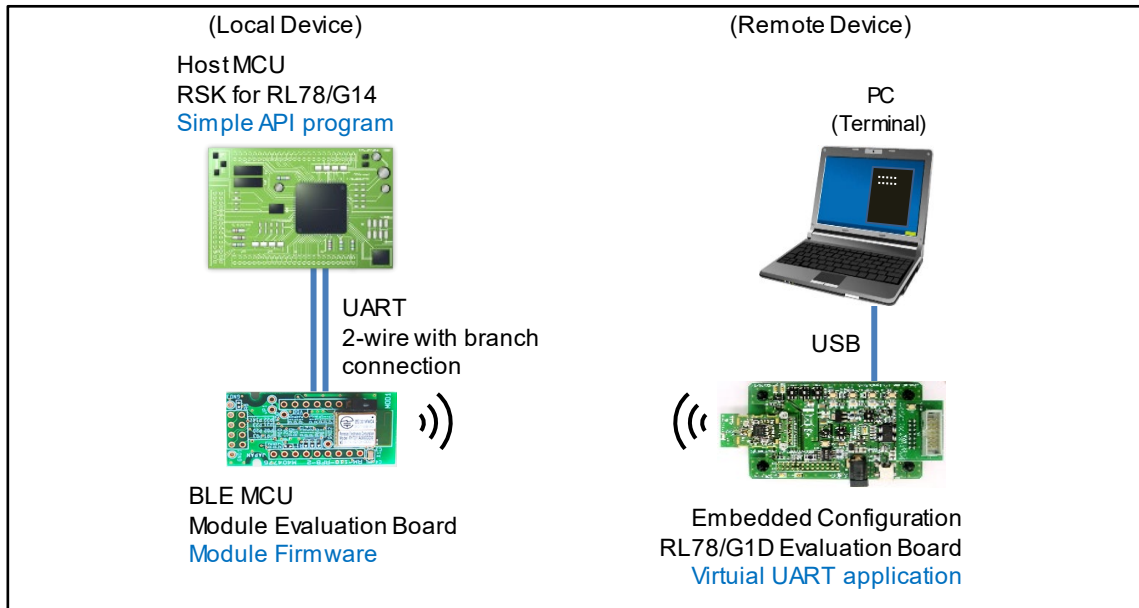 (Local Device)
Host MCU
RSK for RL78/G14
Simple API program
UART
2-wire with branch
connection
BLE MCU
Module Evaluation Board
Module Firmware
(Remote Device)
PC
(Terminal)
USB
Embedded Configuration
RL78/G1D Evaluation Board
Virtuial UART application